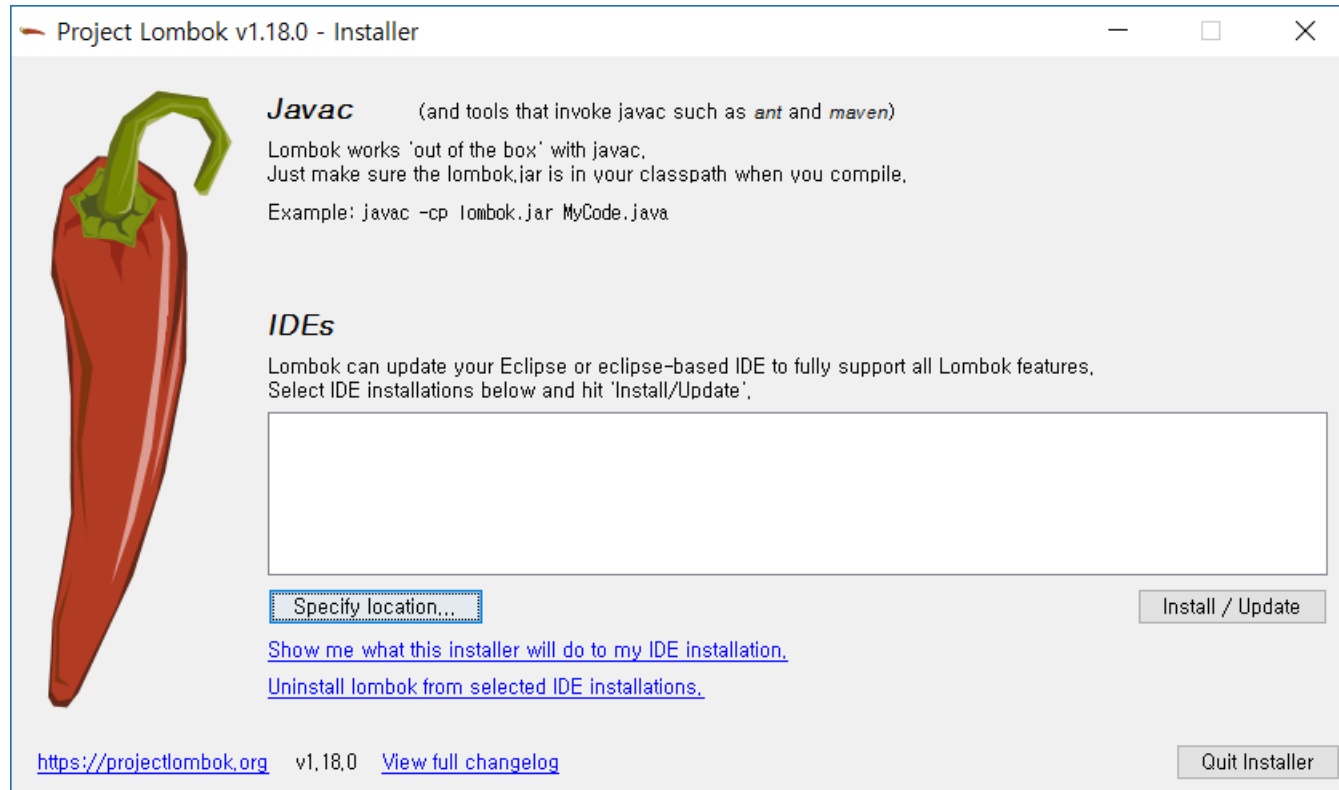 Project Lombok v1.18.0 - Installer
Javac (and tools that invoke javac such as ant and maven)
Lombok works 'out of the box' with javac,
Just make sure the lombok,jar is in your classpath when you compile,
Example: javac -cp lombok.jar MyCode.java
IDEs
Lombok can update your Eclipse or eclipse-based IDE to fully support all Lombok features,
Select IDE installations below and hit 'Install/Update',
Specify location,,, Install / Update
Show me what this installer will do to my IDE installation,
Uninstall lombok from selected IDE installations,
https://projectlombok,org v1,18,0 View full changelog Quit Installer